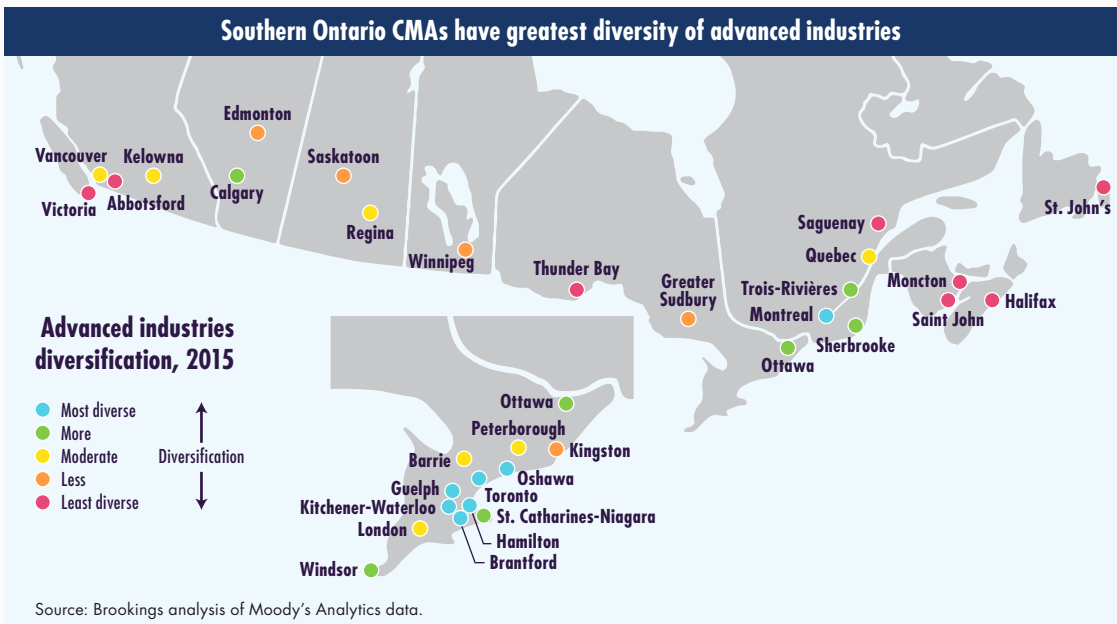 Southern Ontario CMAs have greatest diversity of advanced industries
Edmonton
Vancouver
Kelowna
Saskatoon
Calgary
Victoria
Abbotsford
Regina
Winnipeg
Thunder Bay
Greater
Sudbury
Saguenay
Quebec
Trois-Rivières
Montreal
Sherbrooke
Ottawa
Moncton
Saint John
Halifax
St. John's
Advanced industries
diversification, 2015
Most diverse
More
Moderate
Less
Least diverse
Diversification
Ottawa
Peterborough
Kingston
Barrie
Oshawa
Guelph
Toronto
Kitchener-Waterloo
St. Catharines-Niagara
London
Hamilton
Brantford
Windsor
Source: Brookings analysis of Moody's Analytics data.